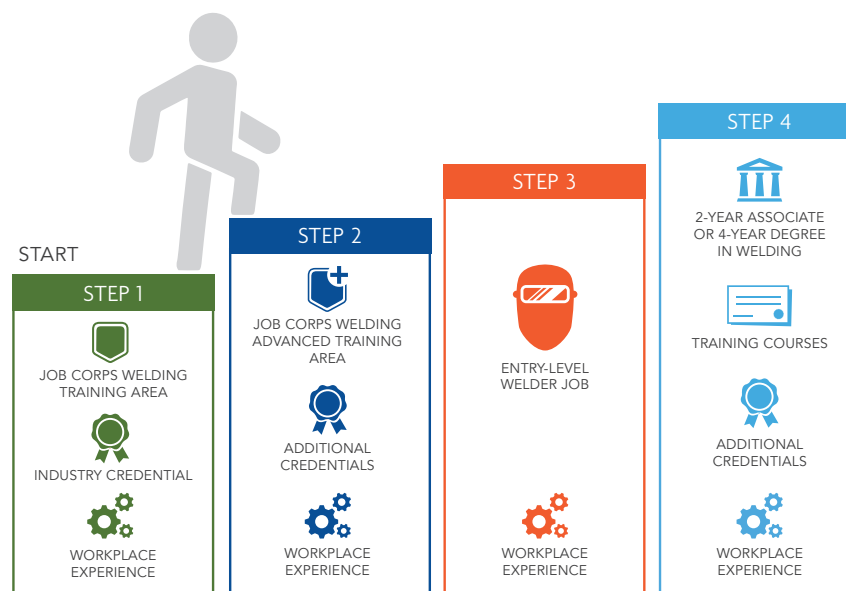 START
STEP 1
JOB CORPS WELDING
TRAINING AREA
INDUSTRY CREDENTIAL
WORKPLACE
EXPERIENCE
STEP 2
JOB CORPS WELDING
ADVANCED TRAINING
AREA
ADDITIONAL
CREDENTIALS
WORKPLACE
EXPERIENCE
STEP 3
ENTRY-LEVEL
WELDER JOB
WORKPLACE
EXPERIENCE
STEP 4
2-YEAR ASSOCIATE
OR 4-YEAR DEGREE
IN WELDING
TRAINING COURSES
ADDITIONAL
CREDENTIALS
WORKPLACE
EXPERIENCE